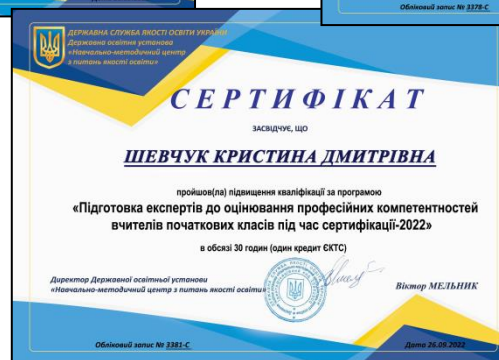 Обліковий запис № 3378-С
ДЕРЖАВНА СЛУЖБА ЯКОСТІ ОСВІТИ УКРАЇНИ
Державна освітня установа
«Навчально-методичний центр
з питань якості освіти»
СЕРТИФІКАТ
ЗАСВІДЧУЄ, ЩО
ШЕВЧУК КРИСТИНА ДМИТРІВНА
пройшов(ла) підвищення кваліфікації за програмою
«Підготовка експертів до оцінювання професійних компетентностей
вчителів початкових класів під час сертифікації-2022»
в обсязі 30 годин (один кредит ЄКТС)
Директор Державної освітньої установи
«Навчально-методичний центр з питань якості освіти»
Віктор МЕЛЬНИК
Обліковий запис № 3381-С
Дата 26.09.2022